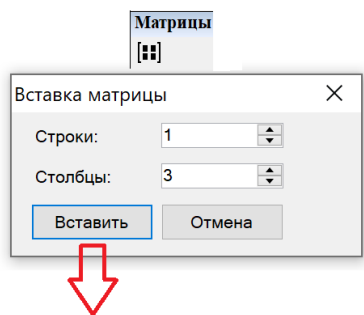 Матрицы
Вставка матрицы
Строки: 1
Столбцы: 3
Вставить Отмена